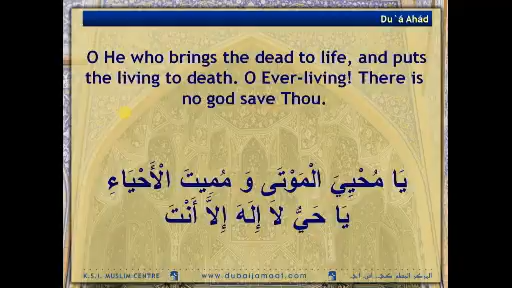 Du`á Ahád
O He who brings the dead to life, and puts
the living to death. O Ever-living! There is
no god save Thou.
يَا مُحْيِيَ الْمَوْتَى وَ مُمِيتَ الْأَحْيَاءِ
يَا حَيُّ لاَ إِلَهَ إِلاَّ أَنْتَ
K.S.I. MUSLIM CENTRE www.dubaijamaat.com